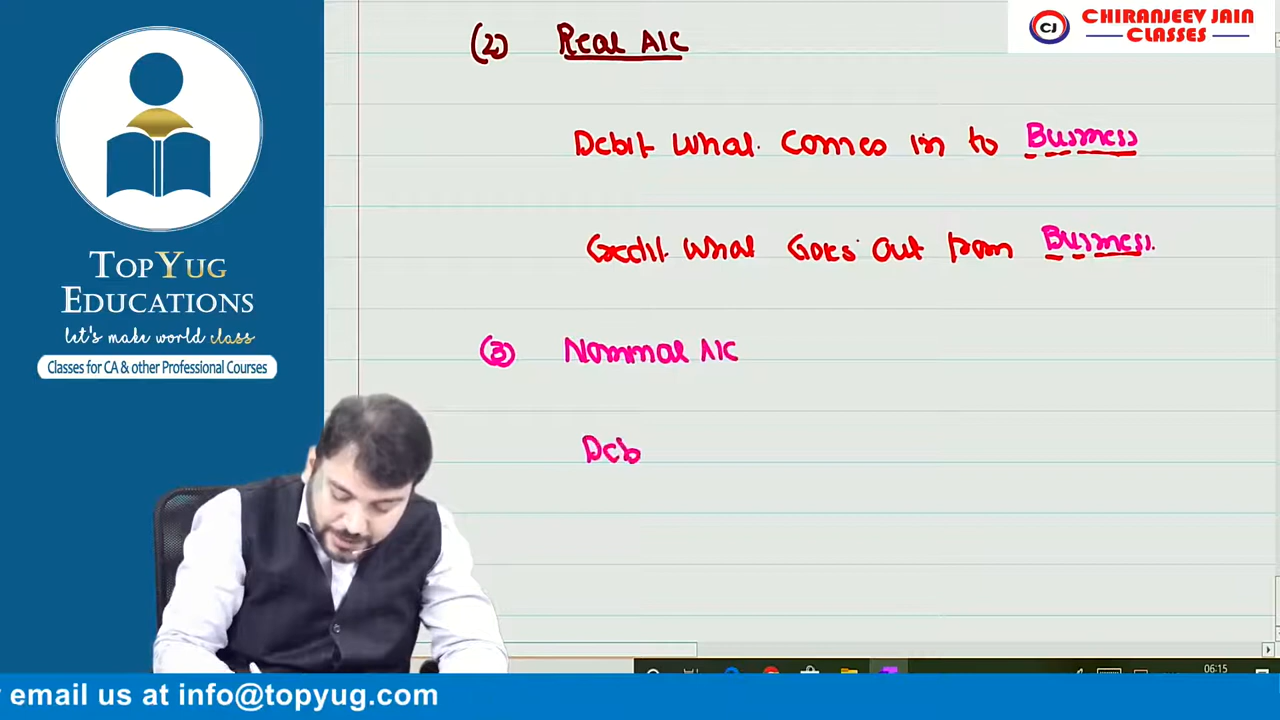 CHIRANJEEV JAIN
CLASSES
CJ
(2) Real A/C
Debit what comes in to Business
Credit what Goes out from Business.
(3) Nominal A/C
Deb
TOPYUG
EDUCATIONS
let's make world class
Classes for CA & other Professional Courses
06:15
email us at info@topyug.com